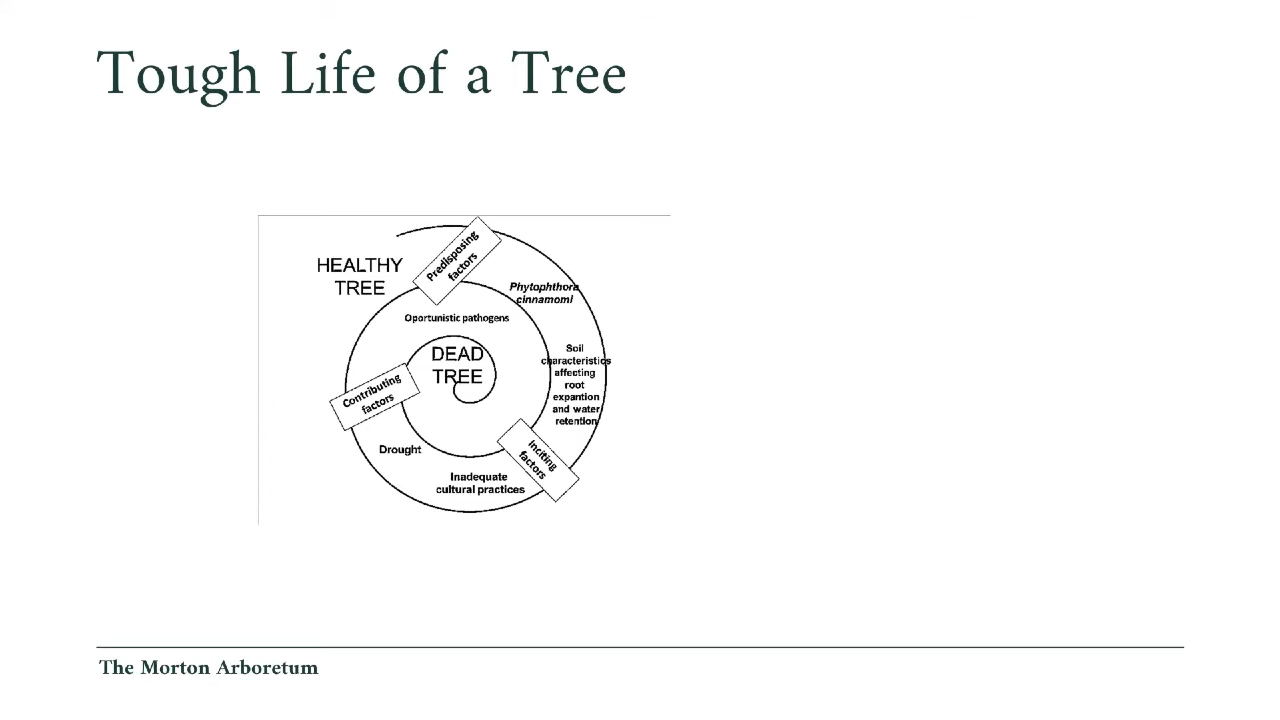 Tough Life of a Tree
HEALTHY
TREE
Predisposing
factors
Phytophthora
cinnamomi
Soil
characteristics
affecting
root
expantion
and water
retention
Inciting
factors
Inadequate
cultural practices
Drought
Contributing
factors
Oportunistic pathogens
DEAD
TREE
The Morton Arboretum